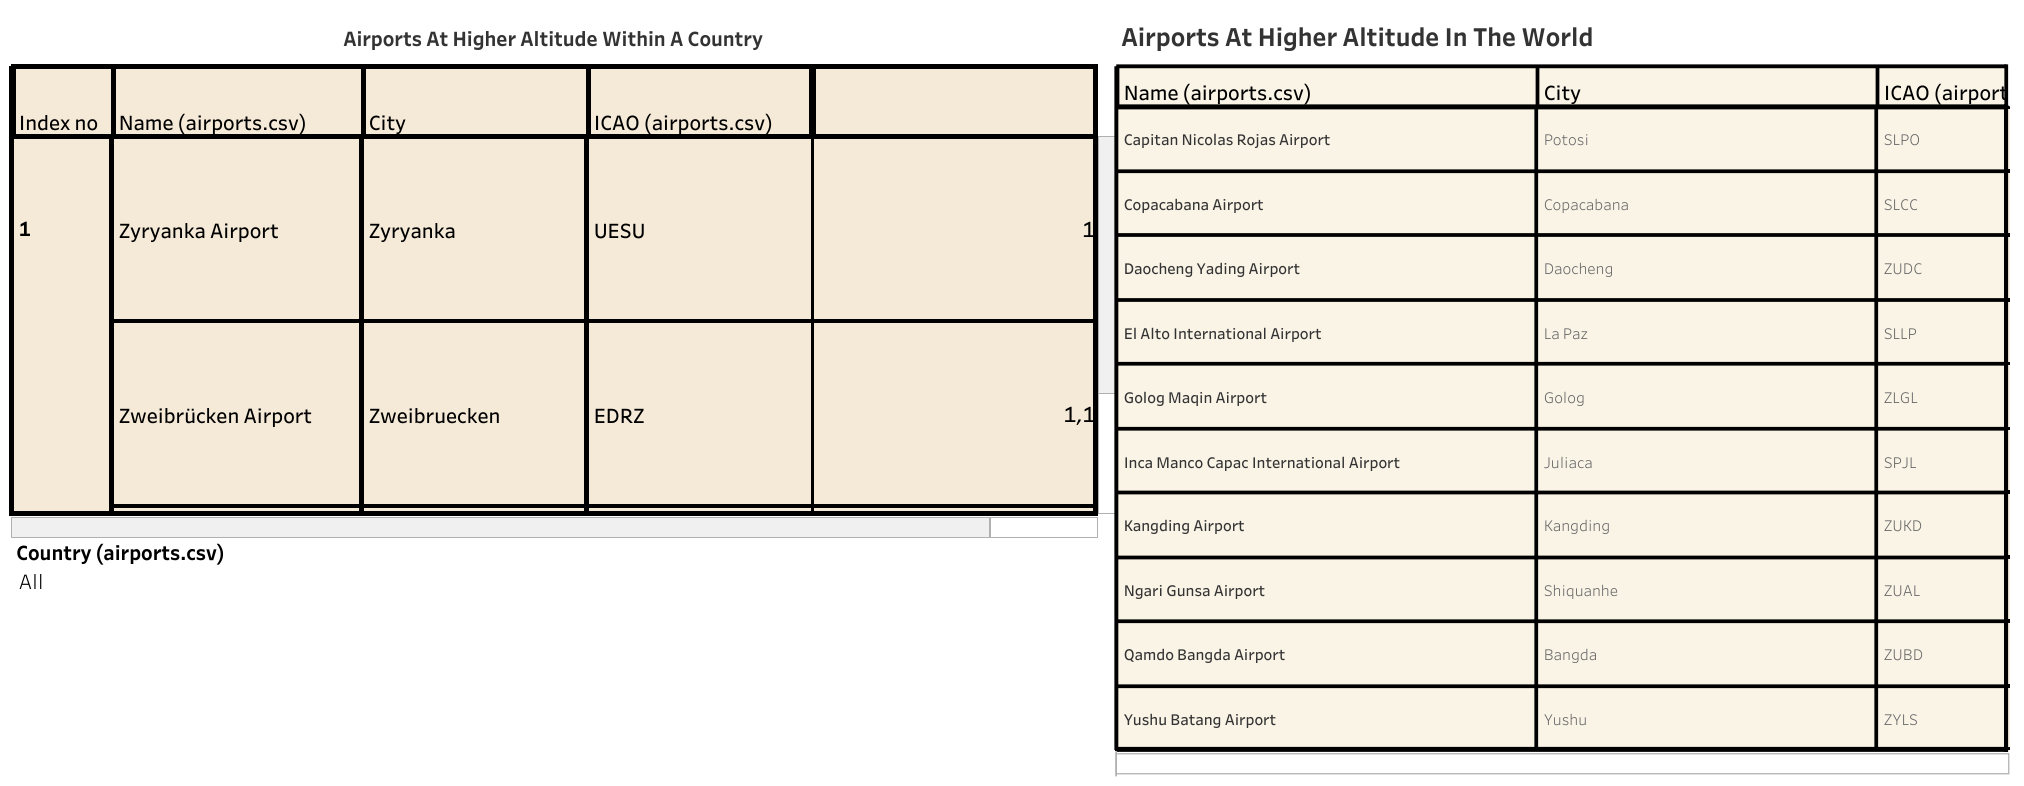 Airports At Higher Altitude Within A Country
Index no Name (airports.csv) City ICAO (airports.csv)
1 Zyryanka Airport Zyryanka UESU 1
Zweibrücken Airport Zweibruecken EDRZ 1,1
Country (airports.csv)
All
Airports At Higher Altitude In The World
Name (airports.csv) City ICAO (airport
Capitan Nicolas Rojas Airport Potosi SLPO
Copacabana Airport Copacabana SLCC
Daocheng Yading Airport Daocheng ZUDC
El Alto International Airport La Paz SLLP
Golog Maqin Airport Golog ZLGL
Inca Manco Capac International Airport Juliaca SPJL
Kangding Airport Kangding ZUKD
Ngari Gunsa Airport Shiquanhe ZUAL
Qamdo Bangda Airport Bangda ZUBD
Yushu Batang Airport Yushu ZYLS